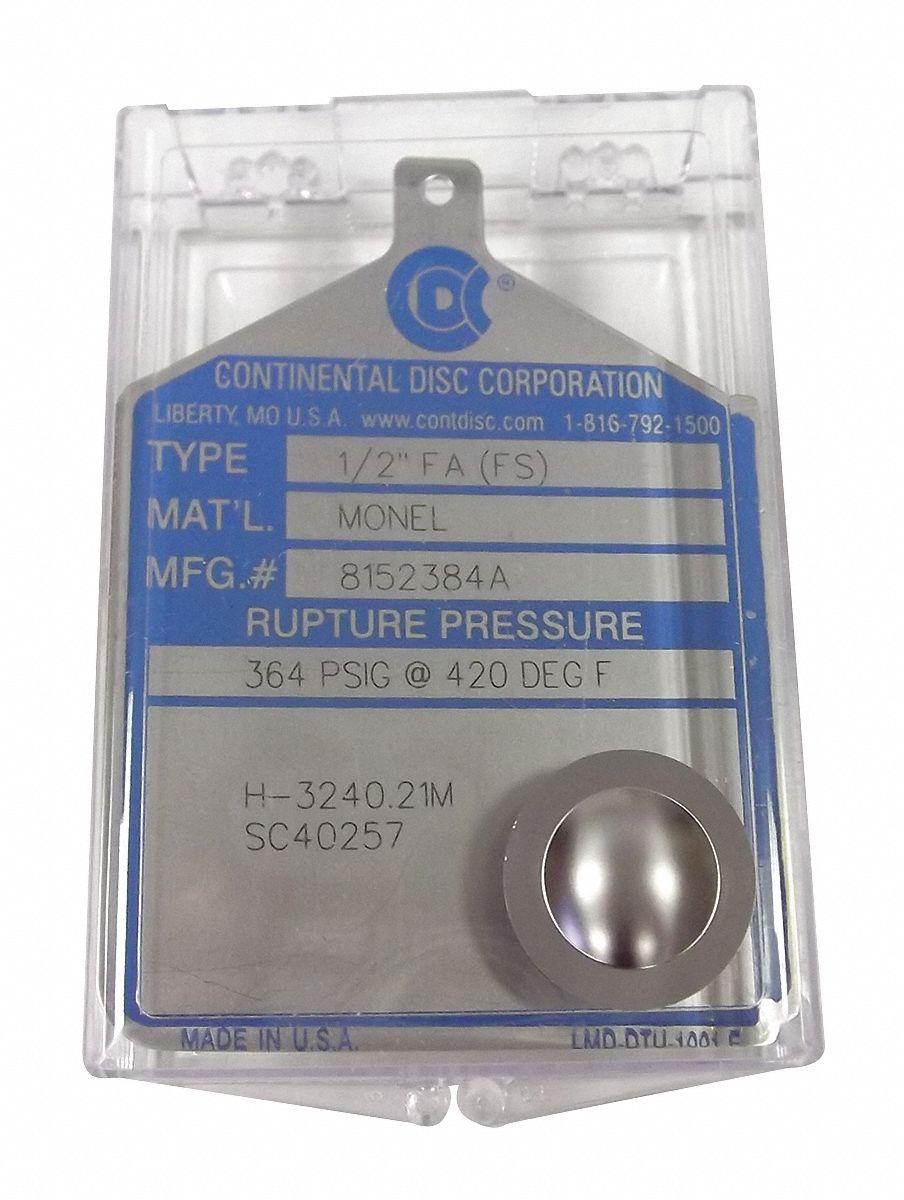 CD ®
CONTINENTAL DISC CORPORATION
LIBERTY, MO U.S.A. www.contdisc.com 1-816-792-1500
TYPE 1/2" FA (FS)
MAT'L. MONEL
MFG.# 8152384A
RUPTURE PRESSURE
364 PSIG @ 420 DEG F
H-3240.21M
SC40257
MADE IN U.S.A.